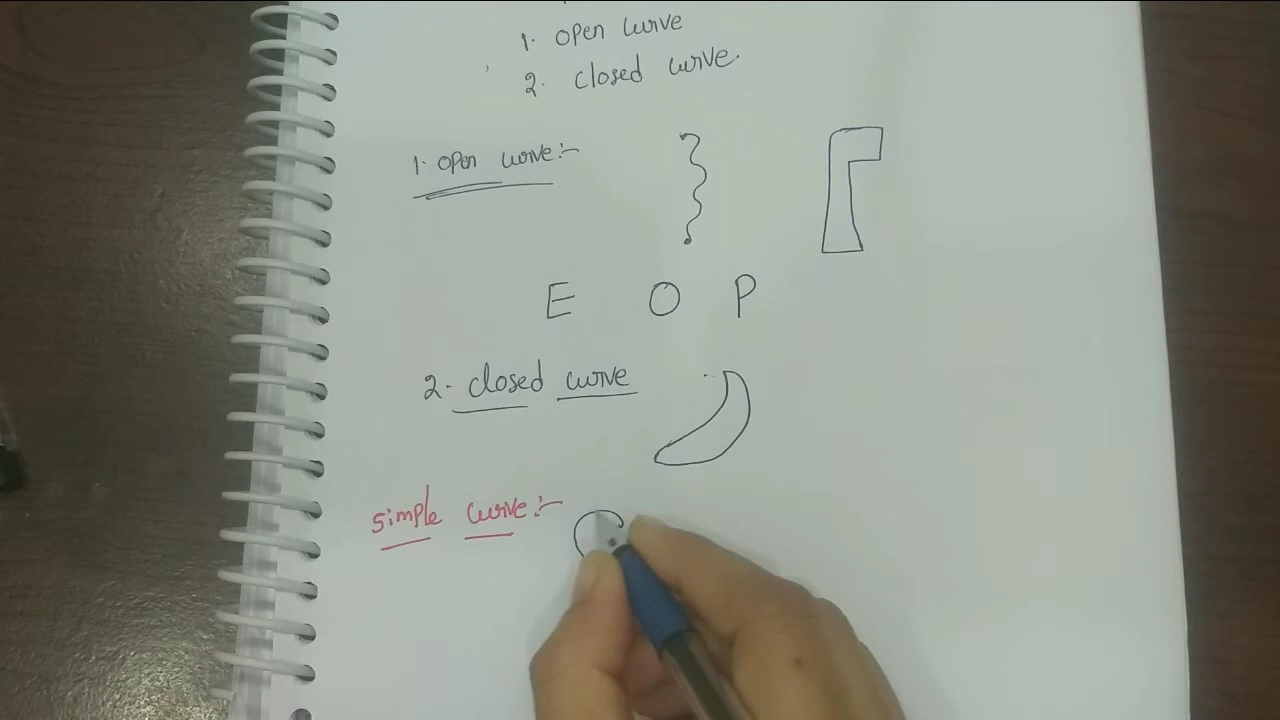 1. open curve
2. closed curve.
1. open curve:-
E O P
2. closed curve
simple curve:-